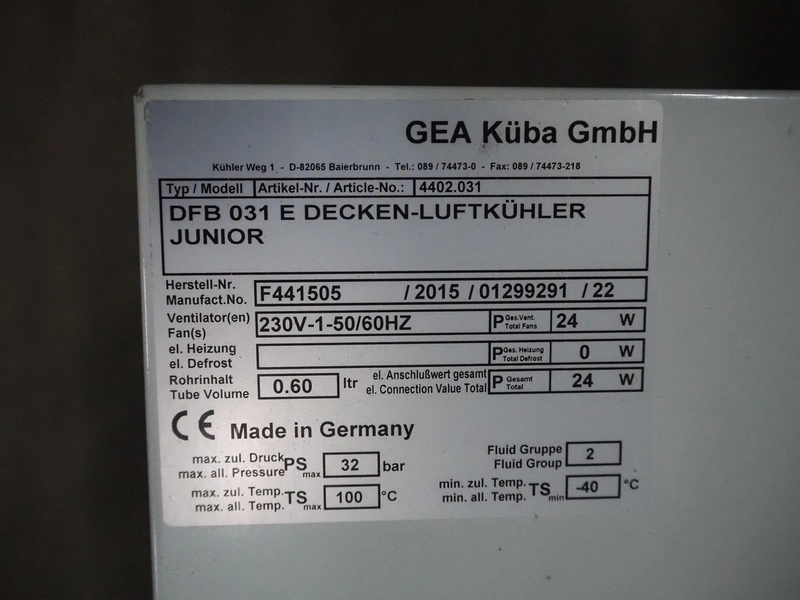 GEA Küba GmbH
Kühler Weg 1 - D-82065 Baierbrunn - Tel.: 089 / 74473-0 - Fax: 089 / 74473-218
Typ / Modell Artikel-Nr. / Article-No.: 4402.031
DFB 031 E DECKEN-LUFTKÜHLER
JUNIOR
Herstell-Nr.
Manufact.No. F441505 / 2015 / 01299291 / 22
Ventilator(en)
Fan(s) 230V-1-50/60HZ P Ges.Vent. Total Fans 24 W
el. Heizung
el. Defrost P Ges. Heizung Total Defrost 0 W
Rohrinhalt
Tube Volume 0.60 ltr
el. Anschlußwert gesamt
el. Connection Value Total P Gesamt Total 24 W
CE Made in Germany
max. zul. Druck
max. all. Pressure PS max 32 bar
Fluid Gruppe
Fluid Group 2
max. zul. Temp.
max. all. Temp. TS max 100 °C
min. zul. Temp.
min. all. Temp. TS min -40 °C